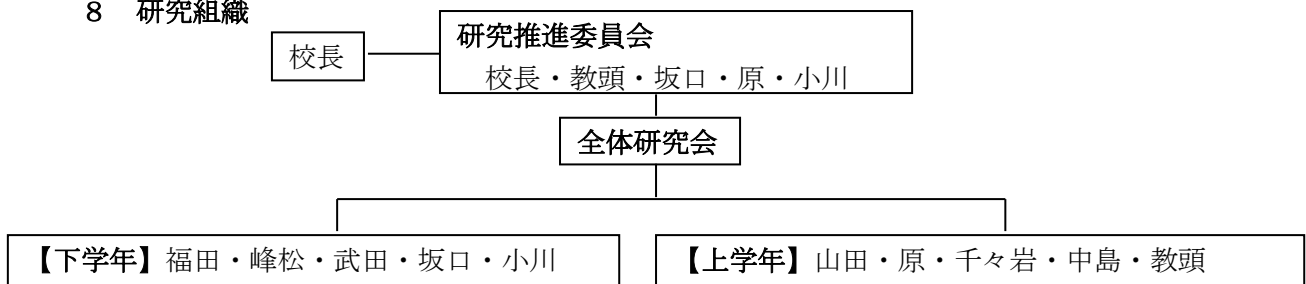 8 研究組織
校長
研究推進委員会
校長・教頭・坂口・原・小川
全体研究会
【下学年】福田・峰松・武田・坂口・小川
【上学年】山田・原・千々岩・中島・教頭